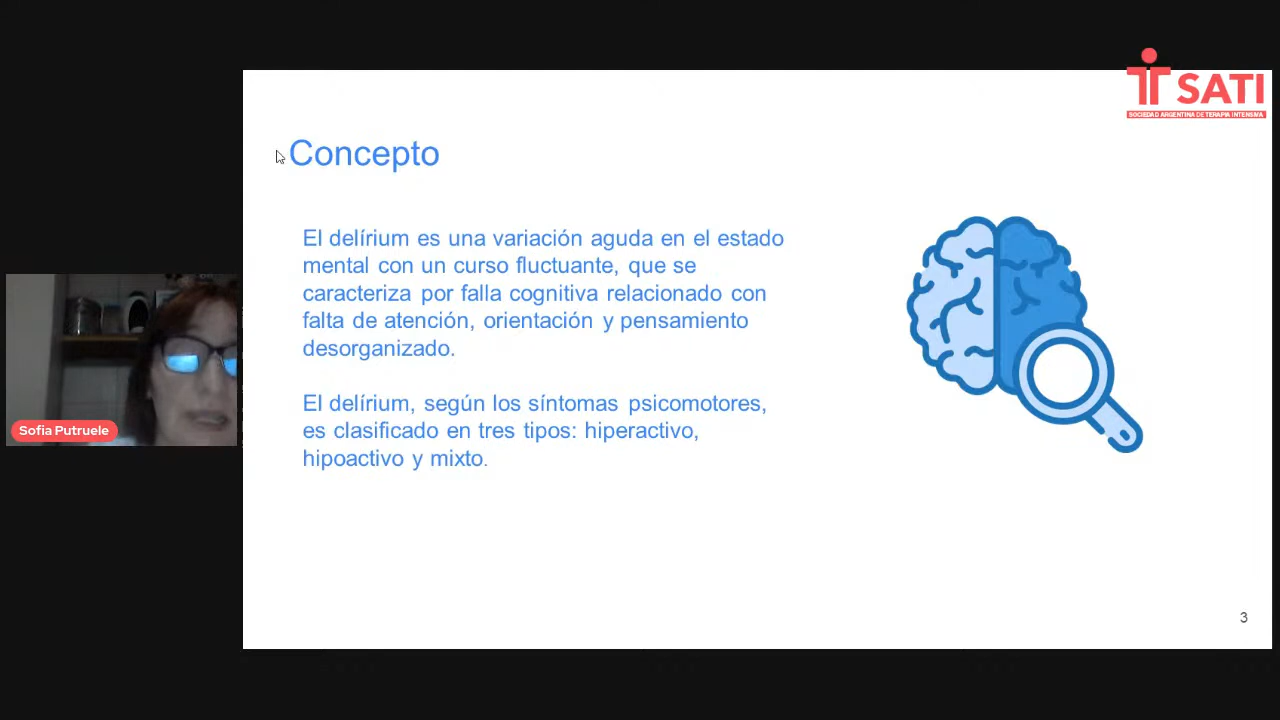 SATI
SOCIEDAD ARGENTINA DE TERAPIA INTENSIVA
Concepto
El delírium es una variación aguda en el estado
mental con un curso fluctuante, que se
caracteriza por falla cognitiva relacionado con
falta de atención, orientación y pensamiento
desorganizado.
El delírium, según los síntomas psicomotores,
es clasificado en tres tipos: hiperactivo,
hipoactivo y mixto.
Sofia Putruele
3